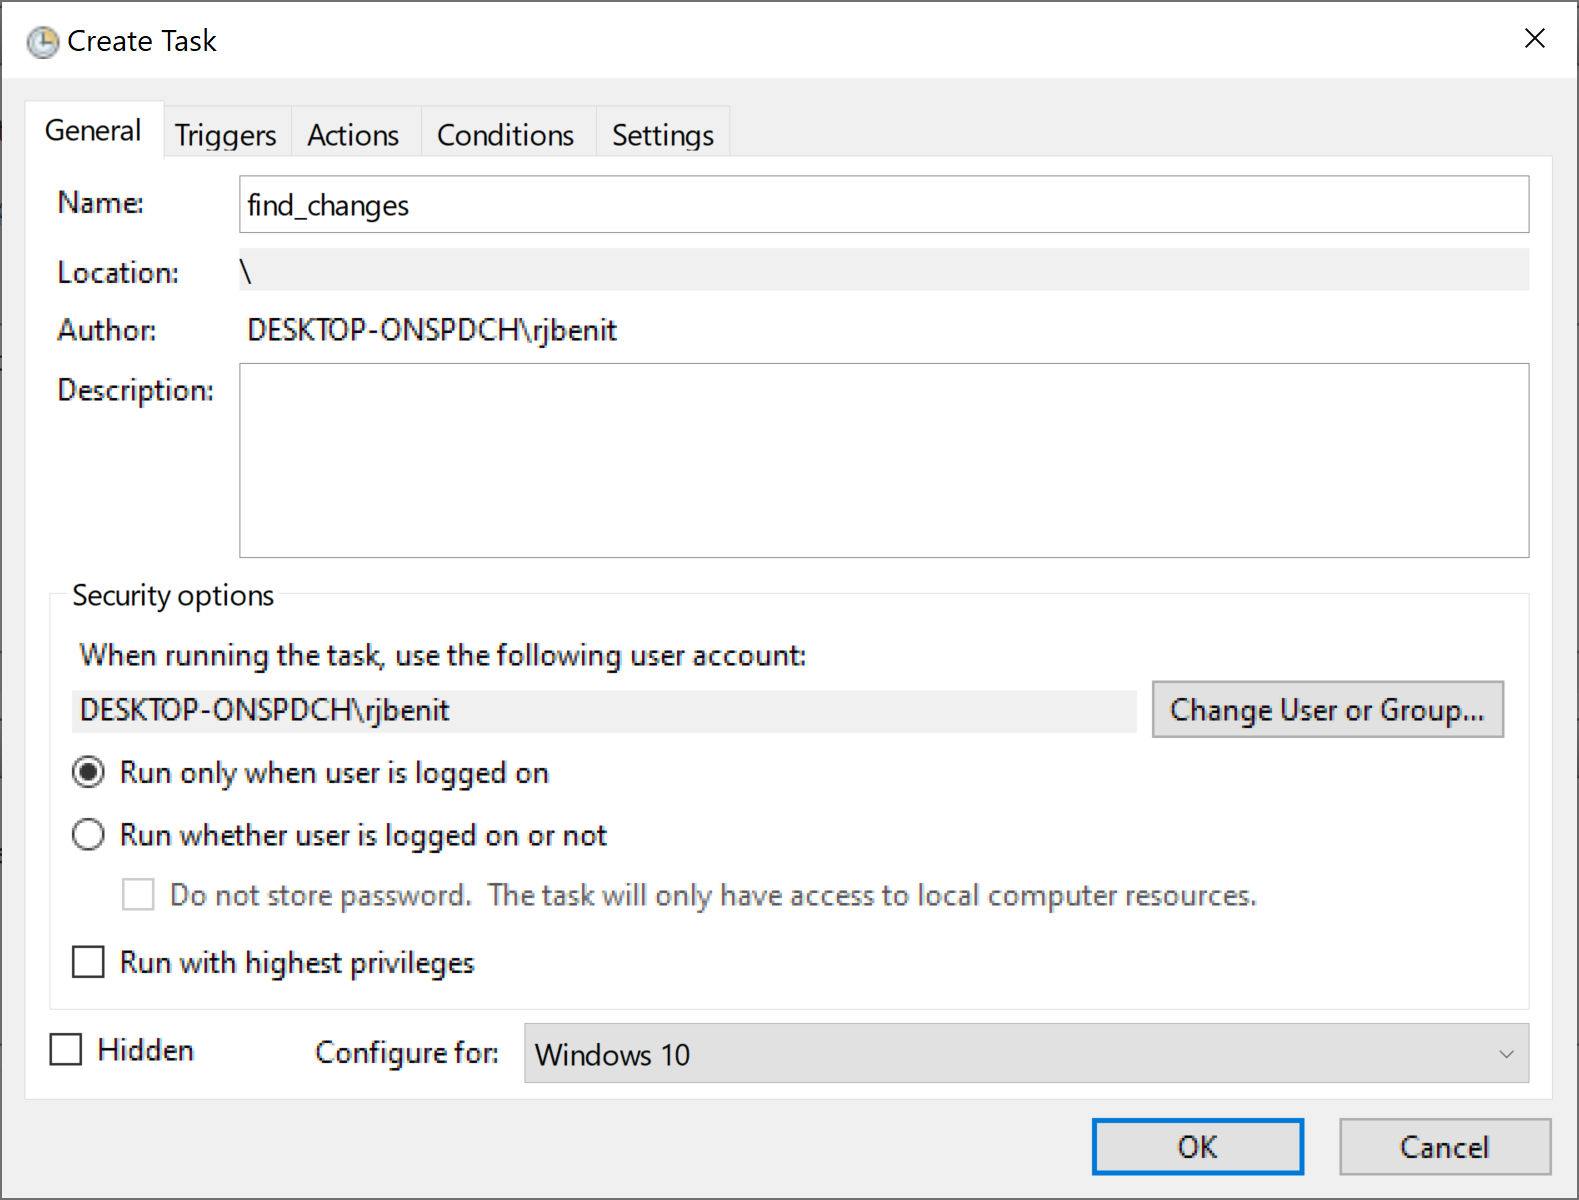 Create Task
General Triggers Actions Conditions Settings
Name: find_changes
Location: \
Author: DESKTOP-ONSPDCH\rjbenit
Description:
Security options
When running the task, use the following user account:
DESKTOP-ONSPDCH\rjbenit Change User or Group...
Run only when user is logged on
Run whether user is logged on or not
Do not store password.  The task will only have access to local computer resources.
Run with highest privileges
Hidden Configure for: Windows 10
OK Cancel